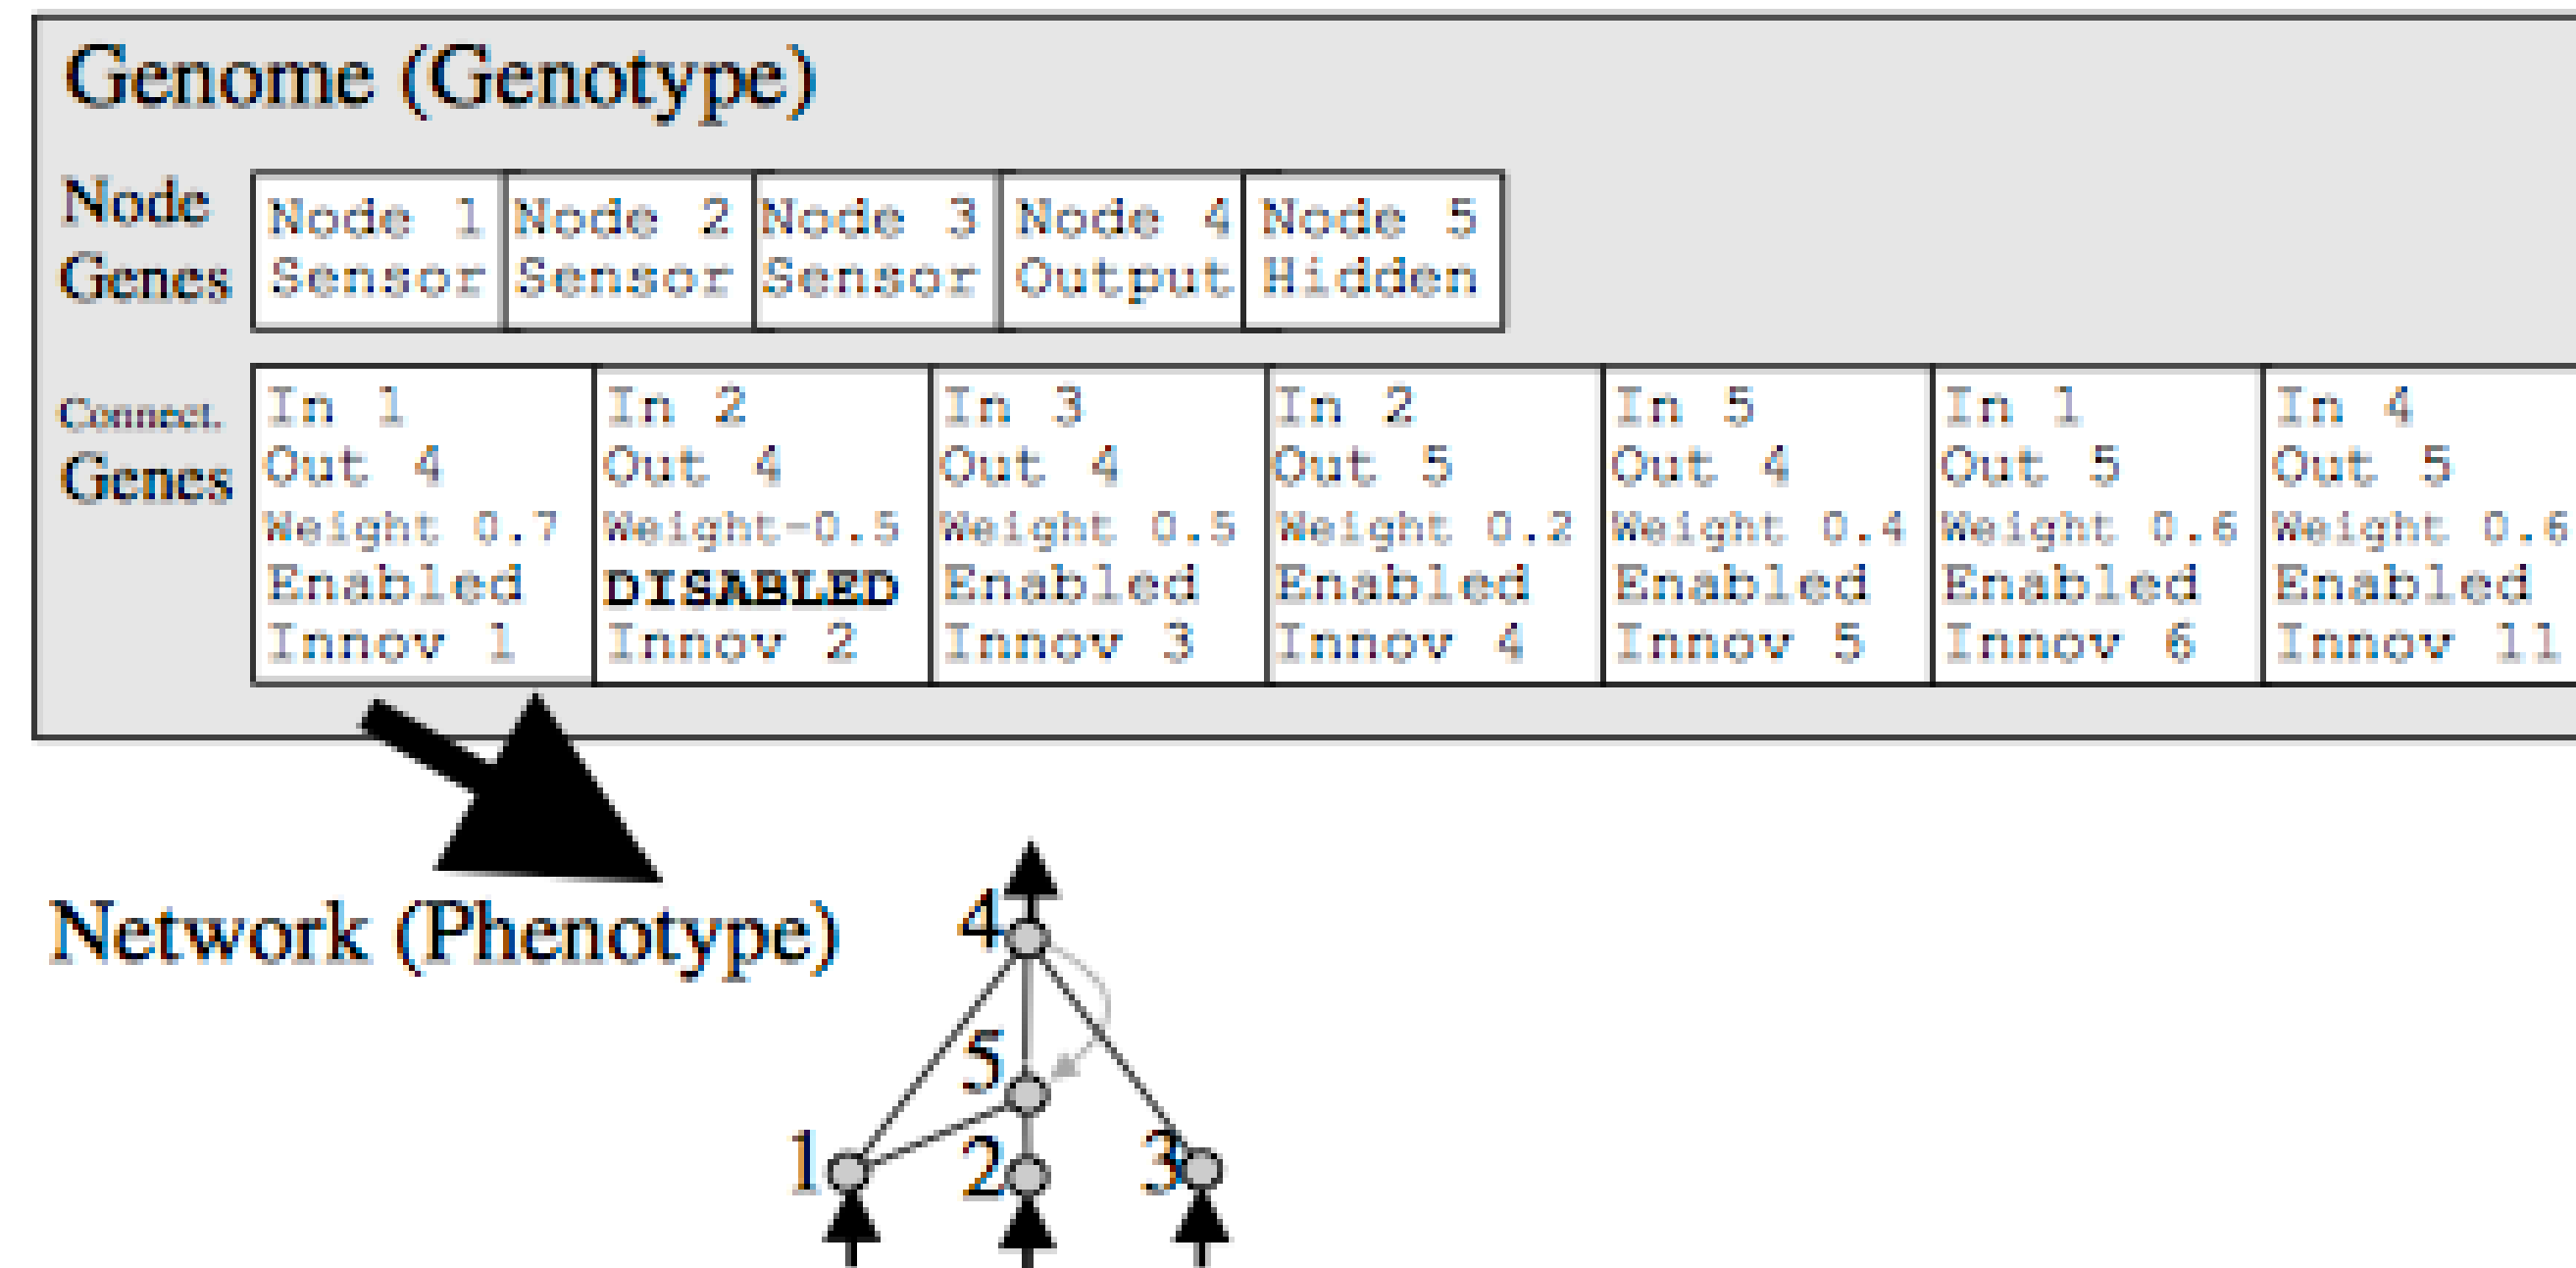 Genome (Genotype)
Node Genes
Node 1 Node 2 Node 3 Node 4 Node 5
Sensor Sensor Sensor Output Hidden
Connect. Genes
In 1 In 2 In 3 In 2 In 5 In 1 In 4
Out 4 Out 4 Out 4 Out 5 Out 4 Out 5 Out 5
Weight 0.7 Weight-0.5 Weight 0.5 Weight 0.2 Weight 0.4 Weight 0.6 Weight 0.6
Enabled DISABLED Enabled Enabled Enabled Enabled Enabled
Innov 1 Innov 2 Innov 3 Innov 4 Innov 5 Innov 6 Innov 11
Network (Phenotype)
4
5
1 2 3